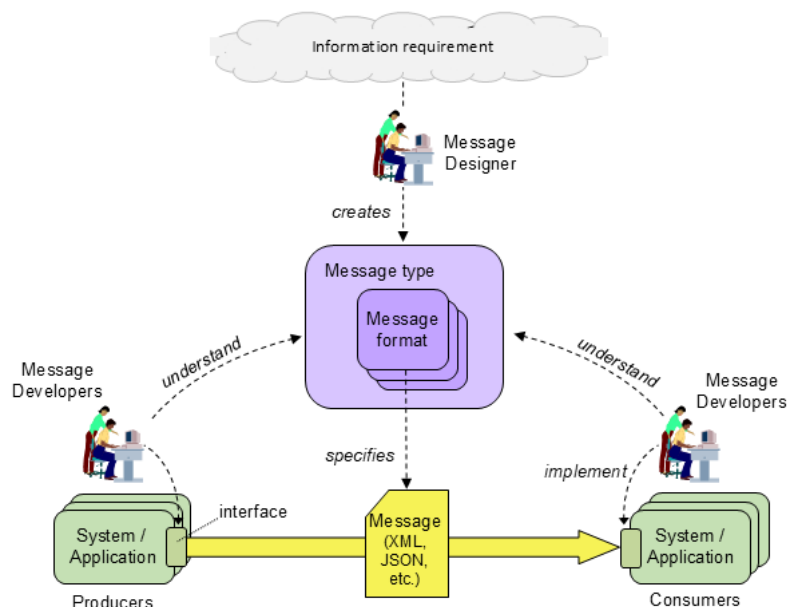 Information requirement
Message
Designer
creates
Message type
Message
format
understand
understand
Message
Developers
Message
Developers
specifies
implement
interface
System /
Application
Message
(XML,
JSON,
etc.)
System /
Application
Producers
Consumers